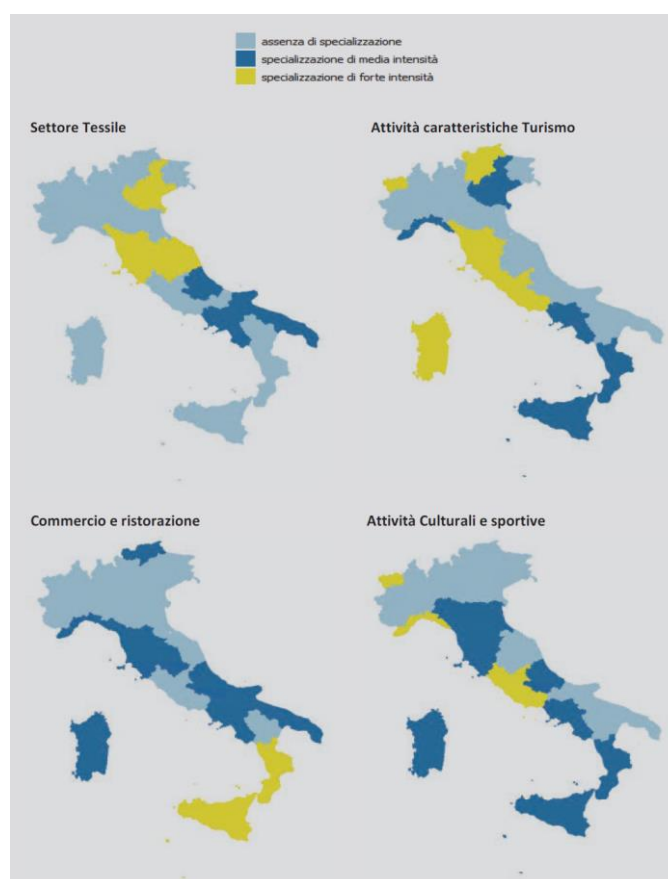 assenza di specializzazione
specializzazione di media intensità
specializzazione di forte intensità
Settore Tessile
Attività caratteristiche Turismo
Commercio e ristorazione
Attività Culturali e sportive